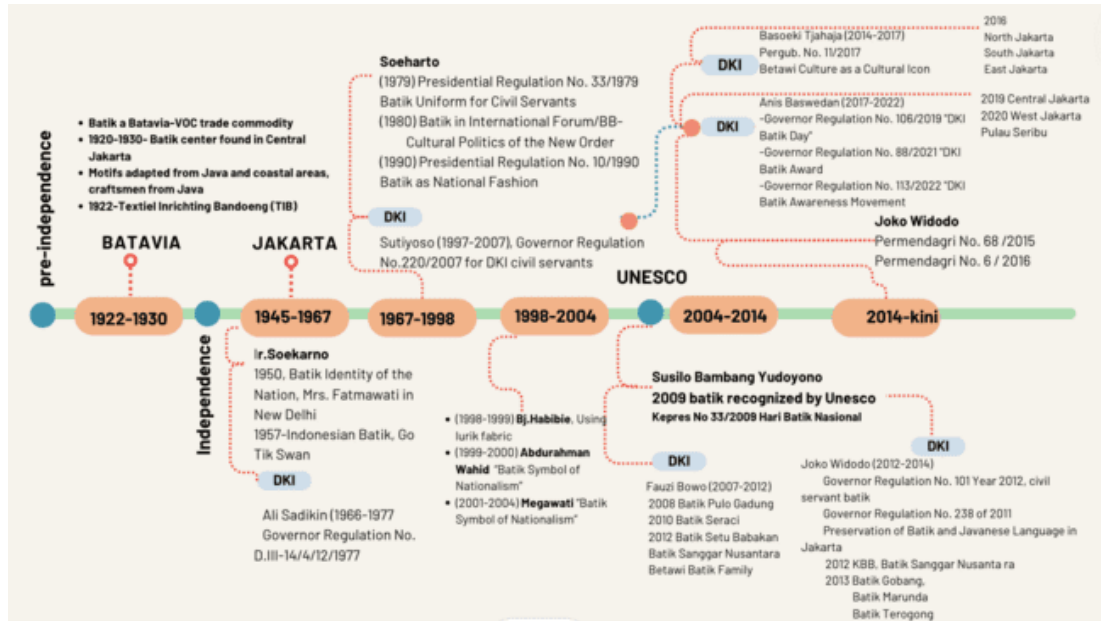 pre-independence
• Batik a Batavia-VOC trade commodity
• 1920-1930- Batik center found in Central
Jakarta
• Motifs adapted from Java and coastal areas,
craftsmen from Java
• 1922-Textiel Inrichting Bandoeng (TIB)
BATAVIA
JAKARTA
Soeharto
(1979) Presidential Regulation No. 33/1979
Batik Uniform for Civil Servants
(1980) Batik in International Forum/BB-
Cultural Politics of the New Order
(1990) Presidential Regulation No. 10/1990
Batik as National Fashion
DKI
Sutiyoso (1997-2007), Governor Regulation
No.220/2007 for DKI civil servants
Basoeki Tjahaja (2014-2017)
Pergub. No. 11/2017
Betawi Culture as a Cultural Icon
DKI
2016
North Jakarta
South Jakarta
East Jakarta
Anis Baswedan (2017-2022)
-Governor Regulation No. 106/2019 "DKI
Batik Day"
-Governor Regulation No. 88/2021 "DKI
Batik Award
-Governor Regulation No. 113/2022 "DKI
Batik Awareness Movement
DKI
2019 Central Jakarta
2020 West Jakarta
Pulau Seribu
Joko Widodo
Permendagri No. 68 /2015
Permendagri No. 6 / 2016
UNESCO
1922-1930
1945-1967
1967-1998
1998-2004
2004-2014
2014-kini
Independence
Ir.Soekarno
1950, Batik Identity of the
Nation, Mrs. Fatmawati in
New Delhi
1957-Indonesian Batik, Go
Tik Swan
DKI
Ali Sadikin (1966-1977
Governor Regulation No.
D.III-14/4/12/1977
• (1998-1999) Bj.Habibie, Using
lurik fabric
• (1999-2000) Abdurahman
Wahid "Batik Symbol of
Nationalism"
• (2001-2004) Megawati "Batik
Symbol of Nationalism"
Susilo Bambang Yudoyono
2009 batik recognized by Unesco
Kepres No 33/2009 Hari Batik Nasional
DKI
Fauzi Bowo (2007-2012)
2008 Batik Pulo Gadung
2010 Batik Seraci
2012 Batik Setu Babakan
Batik Sanggar Nusantara
Betawi Batik Family
DKI
Joko Widodo (2012-2014)
Governor Regulation No. 101 Year 2012, civil
servant batik
Governor Regulation No. 238 of 2011
Preservation of Batik and Javanese Language in
Jakarta
2012 KBB, Batik Sanggar Nusanta ra
2013 Batik Gobang,
Batik Marunda
Batik Terogong